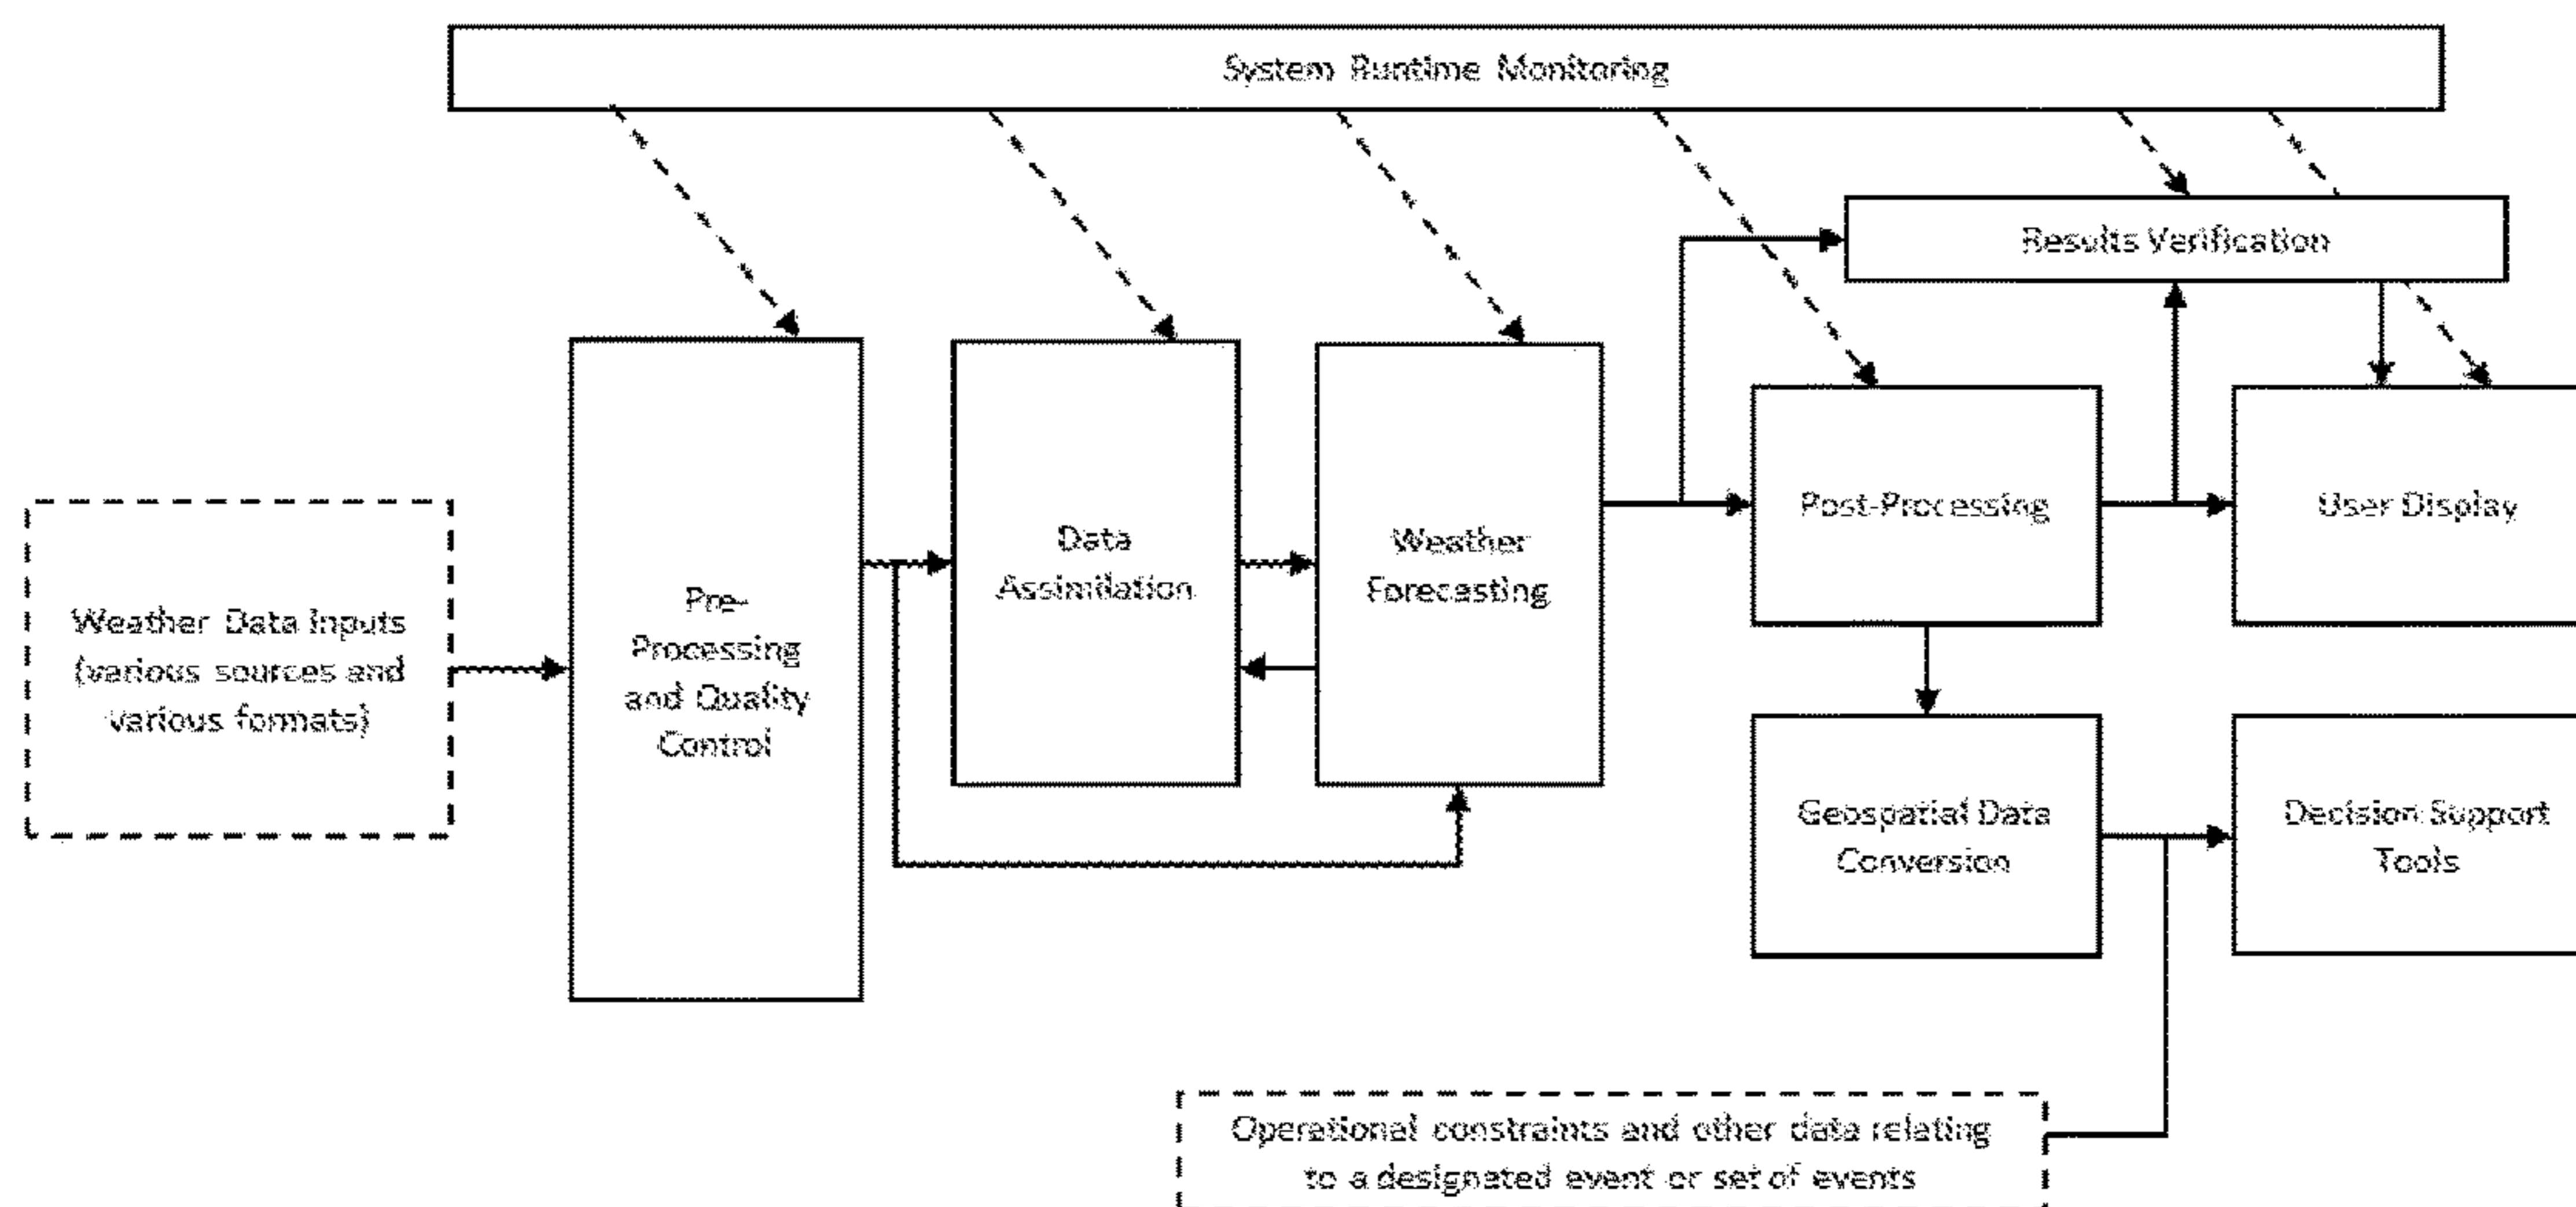 System Runtime Monitoring
Results Verification
Weather Data Inputs
(various sources and
various formats)
Pre-
Processing
and Quality
Control
Data
Assimilation
Weather
Forecasting
Post-Processing
User Display
Geospatial Data
Conversion
Decision Support
Tools
Operational constraints and other data relating
to a designated event or set of events